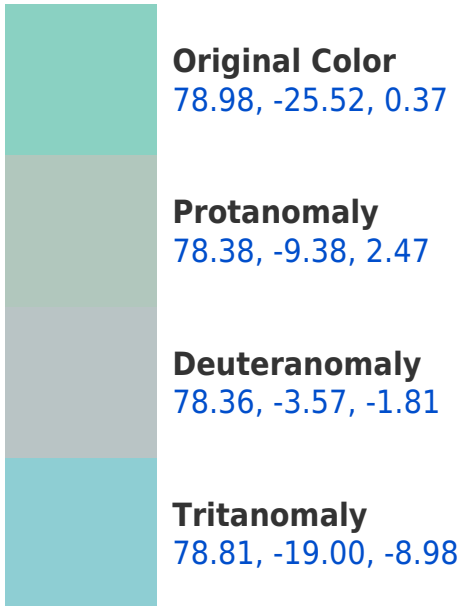 Original Color
78.98, -25.52, 0.37
Protanomaly
78.38, -9.38, 2.47
Deuteranomaly
78.36, -3.57, -1.81
Tritanomaly
78.81, -19.00, -8.98